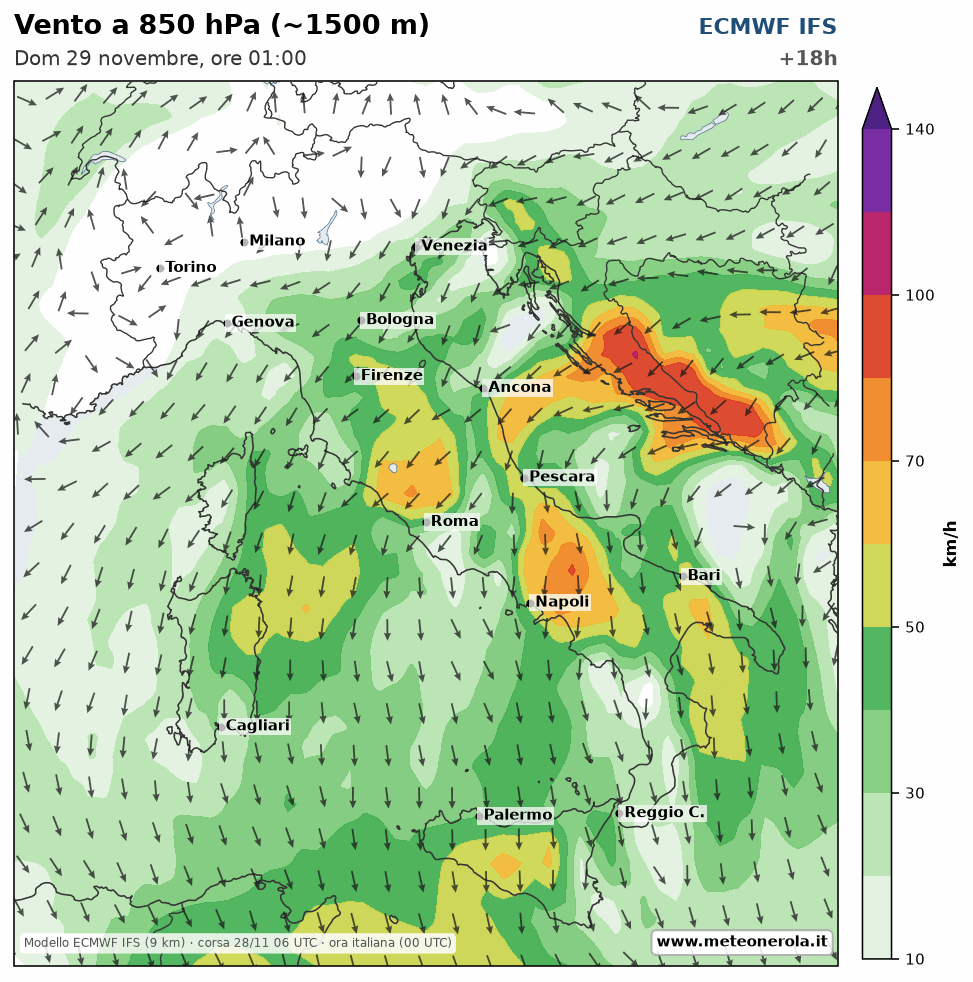 Vento a 850 hPa (~1500 m)
ECMWF IFS
Dom 29 novembre, ore 01:00
+18h
140
100
70
50
30
10
km/h
Venezia
Milano
Torino
Genova
Bologna
Firenze
Ancona
Pescara
Roma
Bari
Napoli
Cagliari
Palermo
Reggio C.
Modello ECMWF IFS (9 km) · corsa 28/11 06 UTC · ora italiana (00 UTC)
www.meteonerola.it